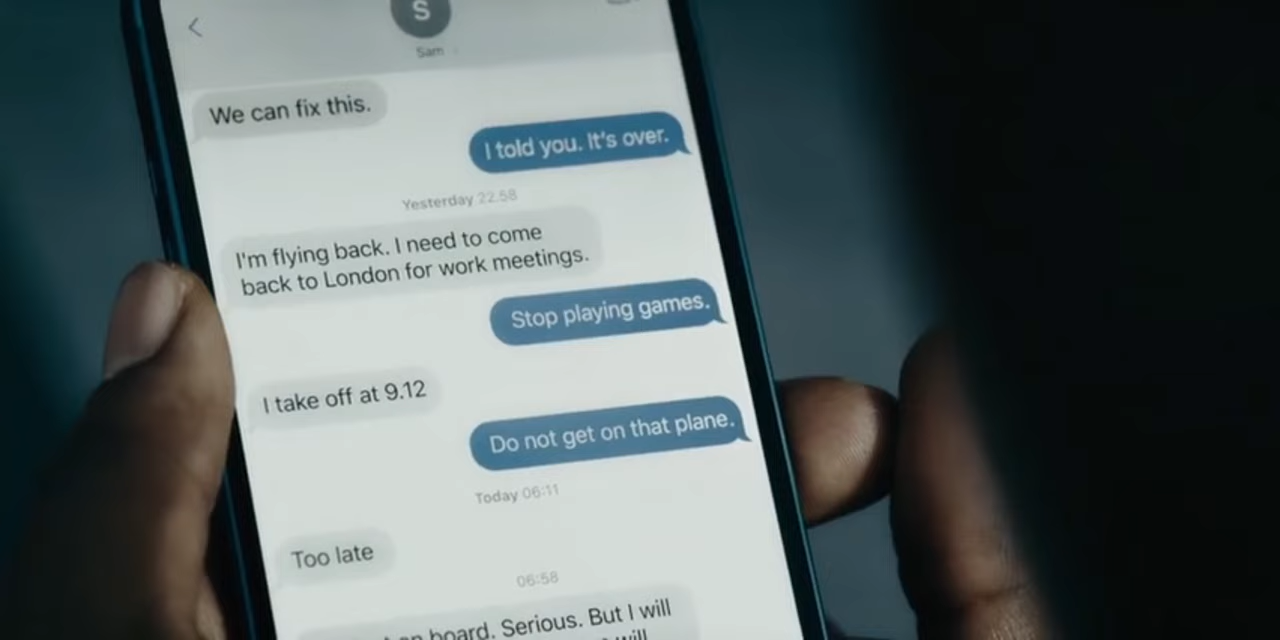 S
Sam
We can fix this.
I told you. It's over.
Yesterday 22.58
I'm flying back. I need to come
back to London for work meetings.
Stop playing games.
I take off at 9.12
Do not get on that plane.
Today 06:11
Too late
06:58
on board. Serious. But I will
will